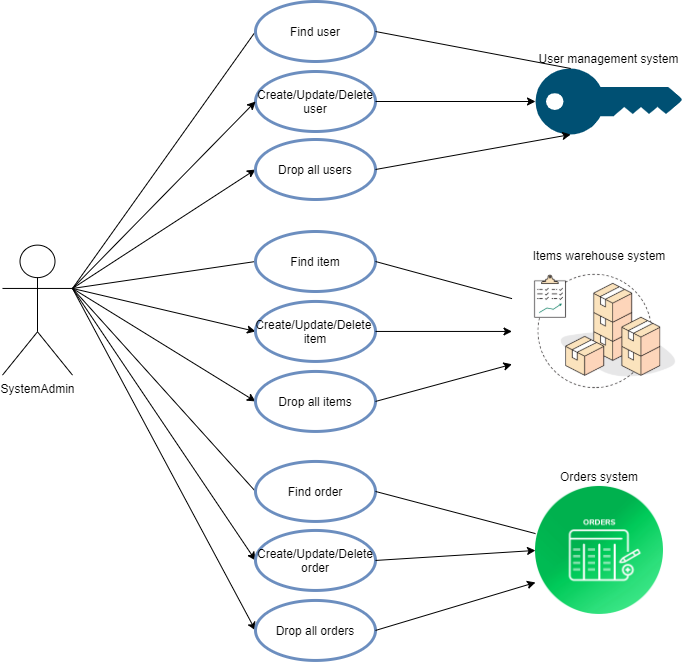 Find user
User management system
Create/Update/Delete
user
Drop all users
Items warehouse system
Find item
Create/Update/Delete
item
SystemAdmin
Drop all items
Orders system
Find order
ORDERS
Create/Update/Delete
order
Drop all orders